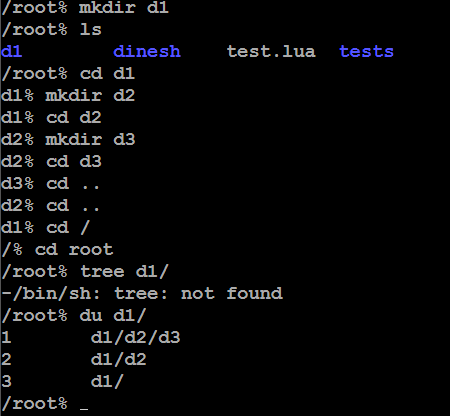 /root% mkdir d1
/root% ls
d1        dinesh    test.lua  tests
/root% cd d1
d1% mkdir d2
d1% cd d2
d2% mkdir d3
d2% cd d3
d3% cd ..
d2% cd ..
d1% cd /
/% cd root
/root% tree d1/
-/bin/sh: tree: not found
/root% du d1/
1       d1/d2/d3
2       d1/d2
3       d1/
/root% _